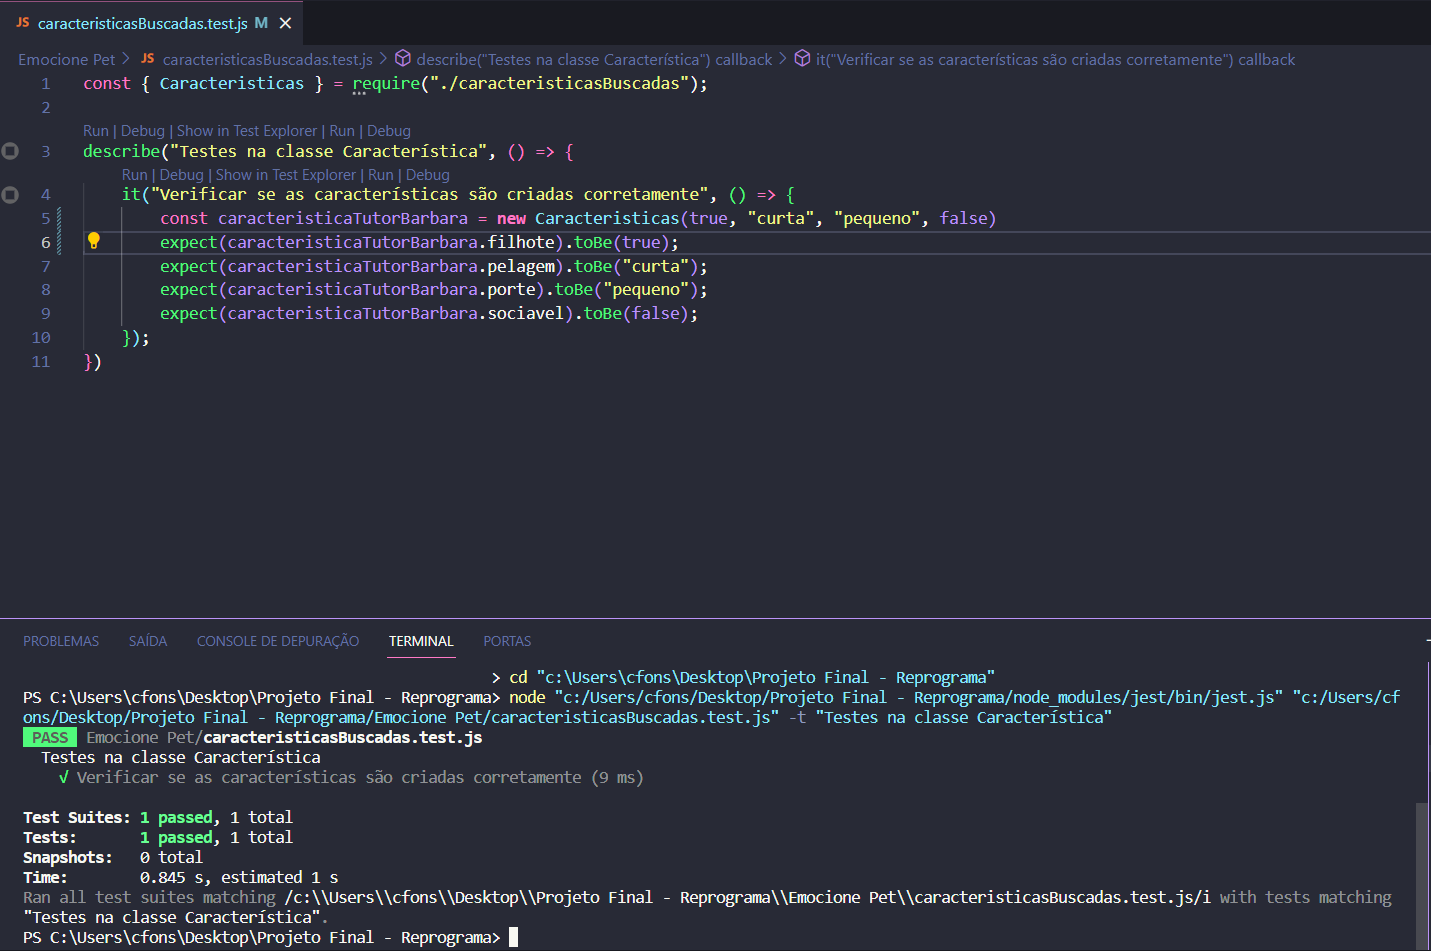 JS caracteristicasBuscadas.test.js M ×
Emocione Pet > JS caracteristicasBuscadas.test.js > describe("Testes na classe Característica") callback > it("Verificar se as características são criadas corretamente") callback
1 const { Caracteristicas } = require("./caracteristicasBuscadas");
2
Run | Debug | Show in Test Explorer | Run | Debug
3 describe("Testes na classe Característica", () => {
Run | Debug | Show in Test Explorer | Run | Debug
4 it("Verificar se as características são criadas corretamente", () => {
5 const caracteristicaTutorBarbara = new Caracteristicas(true, "curta", "pequeno", false)
6 expect(caracteristicaTutorBarbara.filhote).toBe(true);
7 expect(caracteristicaTutorBarbara.pelagem).toBe("curta");
8 expect(caracteristicaTutorBarbara.porte).toBe("pequeno");
9 expect(caracteristicaTutorBarbara.sociavel).toBe(false);
10 });
11 })
PROBLEMAS SAÍDA CONSOLE DE DEPURAÇÃO TERMINAL PORTAS
> cd "c:\Users\cfons\Desktop\Projeto Final - Reprograma"
PS C:\Users\cfons\Desktop\Projeto Final - Reprograma> node "c:/Users/cfons/Desktop/Projeto Final - Reprograma/node_modules/jest/bin/jest.js" "c:/Users/cf
ons/Desktop/Projeto Final - Reprograma/Emocione Pet/caracteristicasBuscadas.test.js" -t "Testes na classe Característica"
PASS Emocione Pet/caracteristicasBuscadas.test.js
Testes na classe Característica
√ Verificar se as características são criadas corretamente (9 ms)
Test Suites: 1 passed, 1 total
Tests: 1 passed, 1 total
Snapshots: 0 total
Time: 0.845 s, estimated 1 s
Ran all test suites matching /c:\\Users\\cfons\\Desktop\\Projeto Final - Reprograma\\Emocione Pet\\caracteristicasBuscadas.test.js/i with tests matching
"Testes na classe Característica".
PS C:\Users\cfons\Desktop\Projeto Final - Reprograma>